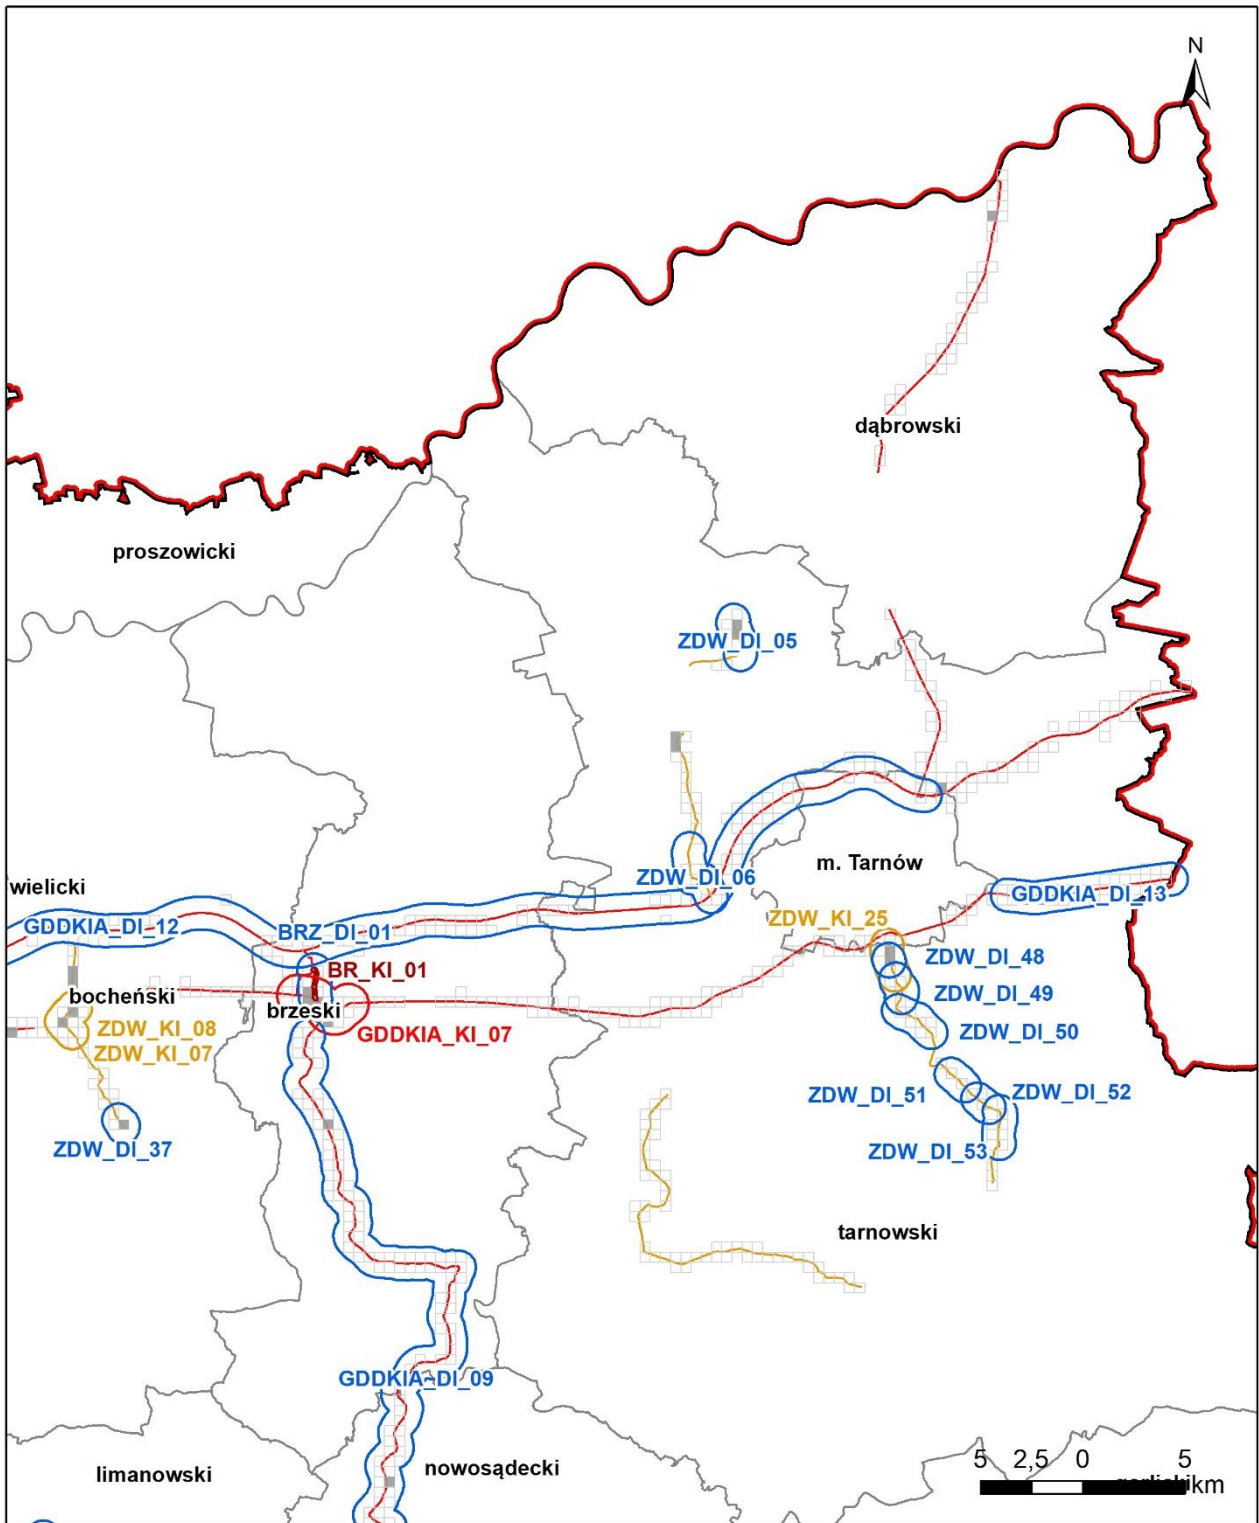 N
dąbrowski
proszowicki
ZDW_DI_05
m. Tarnów
wielicki
ZDW_DI_06
GDDKIA_DI_13
ZDW_KI_25
GDDKIA_DI_12
BRZ_DI_01
ZDW_DI_48
BR_KI_01
bocheński
ZDW_DI_49
brzeski
ZDW_KI_08
GDDKIA_KI_07
ZDW_DI_50
ZDW_KI_07
ZDW_DI_51
ZDW_DI_52
ZDW_DI_37
ZDW_DI_53
tarnowski
GDDKIA_DI_09
limanowski
nowosądecki
5 2,5 0 5
km